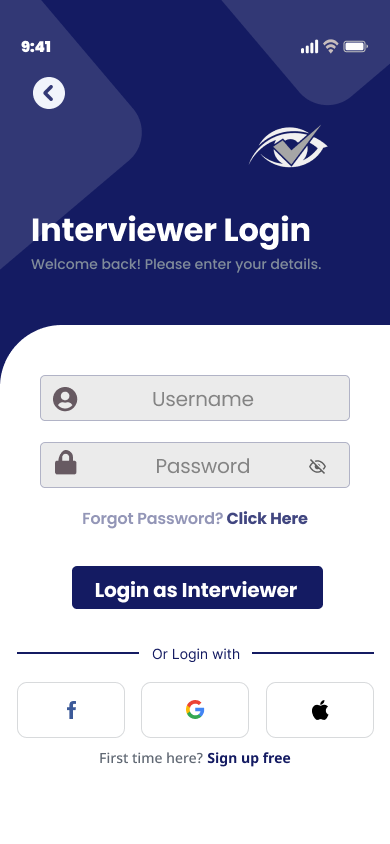 9:41
Interviewer Login
Welcome back! Please enter your details.
Username
Password
Forgot Password? Click Here
Login as Interviewer
Or Login with
First time here? Sign up free